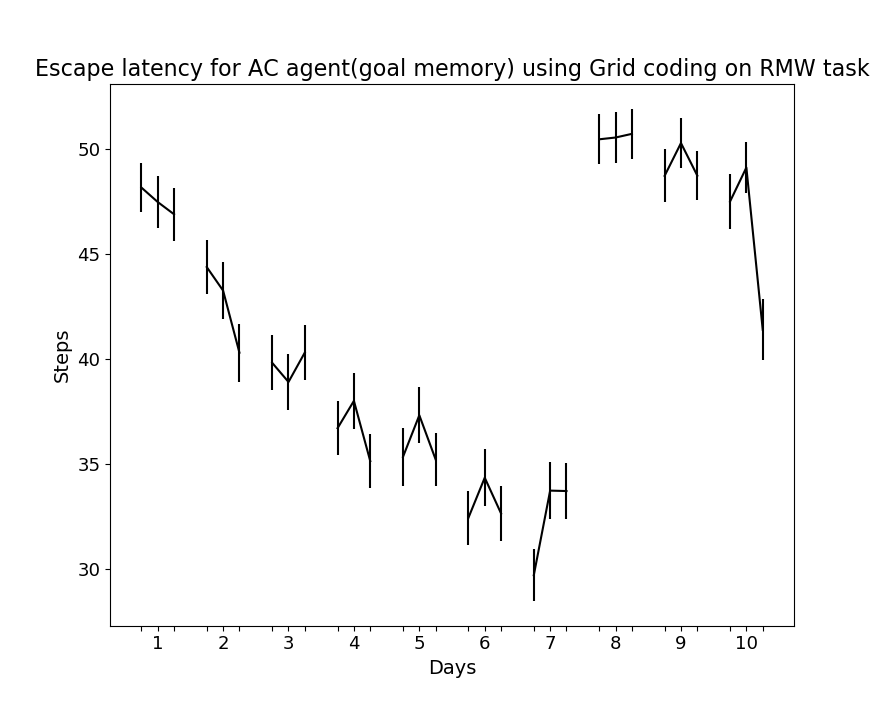 Escape latency for AC agent(goal memory) using Grid coding on RMW task
50
45
40
35
30
Steps
1 2 3 4 5 6 7 8 9 10
Days